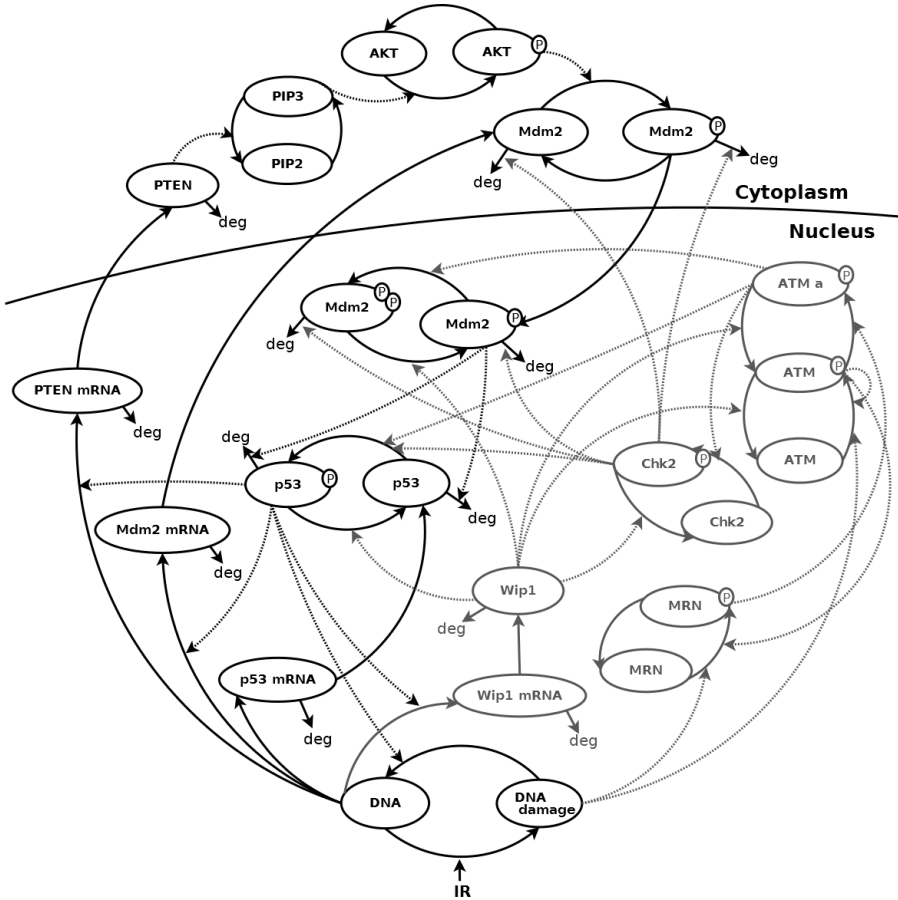 P
AKT
AKT
PIP3
P
Mdm2
Mdm2
PIP2
deg
PTEN
deg
Cytoplasm
deg
Nucleus
P
ATM a
P
P
Mdm2
P
Mdm2
deg
deg
P
ATM
PTEN mRNA
deg
deg
P
Chk2
ATM
P
p53
p53
deg
Chk2
Mdm2 mRNA
deg
Wip1
P
MRN
deg
MRN
p53 mRNA
Wip1 mRNA
deg
deg
DNA
DNA
damage
IR